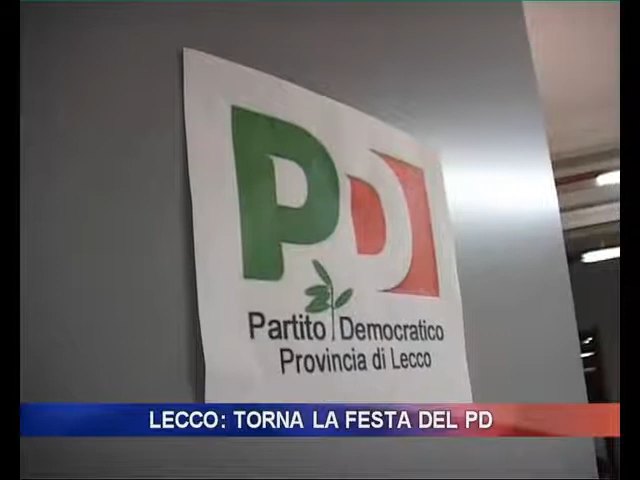 PD
Partito Democratico
Provincia di Lecco
LECCO: TORNA LA FESTA DEL PD